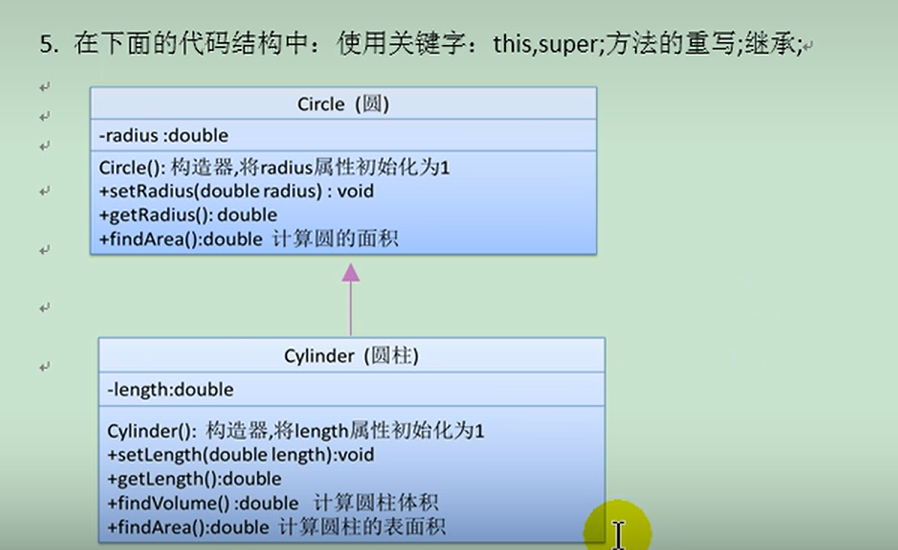 5. 在下面的代码结构中：使用关键字：this,super;方法的重写;继承;
Circle (圆)
-radius :double
Circle(): 构造器,将radius属性初始化为1
+setRadius(double radius) : void
+getRadius(): double
+findArea():double 计算圆的面积
Cylinder (圆柱)
-length:double
Cylinder(): 构造器,将length属性初始化为1
+setLength(double length):void
+getLength():double
+findVolume() :double 计算圆柱体积
+findArea():double 计算圆柱的表面积